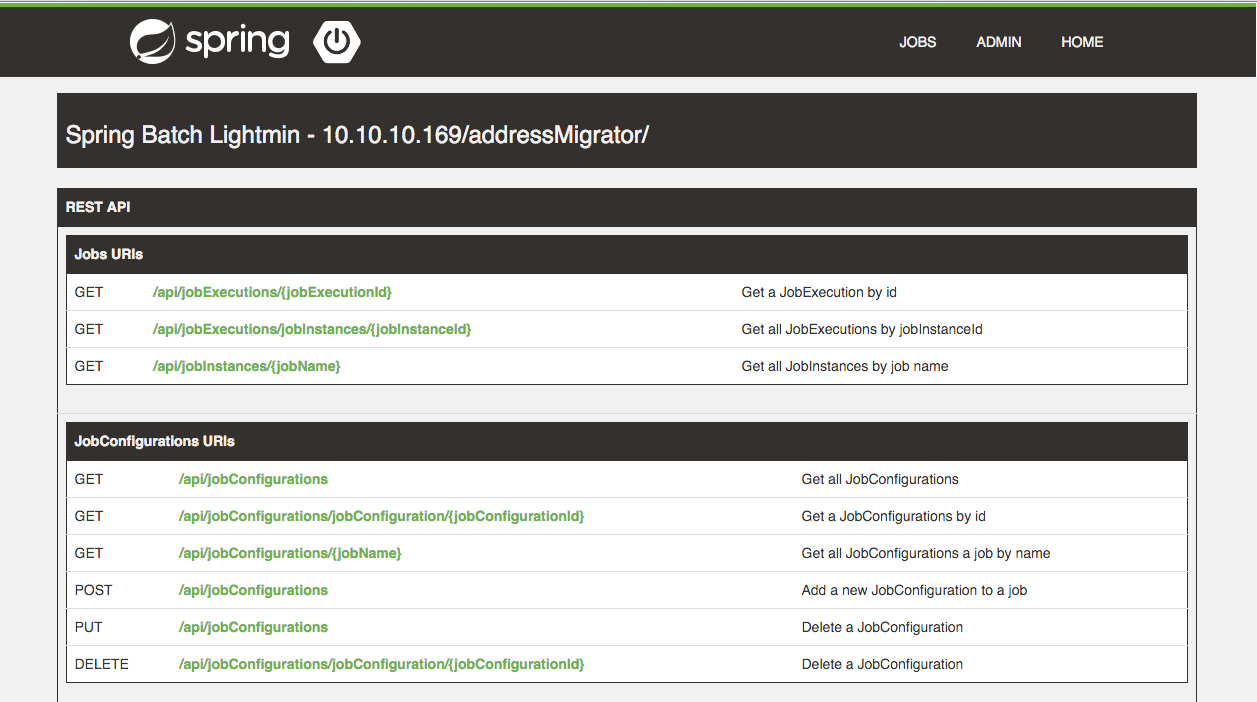 spring JOBS ADMIN HOME
Spring Batch Lightmin - 10.10.10.169/addressMigrator/
REST API
Jobs URIs
GET /api/jobExecutions/{jobExecutionId} Get a JobExecution by id
GET /api/jobExecutions/jobInstances/{jobInstanceId} Get all JobExecutions by jobInstanceId
GET /api/jobInstances/{jobName} Get all JobInstances by job name
JobConfigurations URIs
GET /api/jobConfigurations Get all JobConfigurations
GET /api/jobConfigurations/jobConfiguration/{jobConfigurationId} Get a JobConfigurations by id
GET /api/jobConfigurations/{jobName} Get all JobConfigurations a job by name
POST /api/jobConfigurations Add a new JobConfiguration to a job
PUT /api/jobConfigurations Delete a JobConfiguration
DELETE /api/jobConfigurations/jobConfiguration/{jobConfigurationId} Delete a JobConfiguration